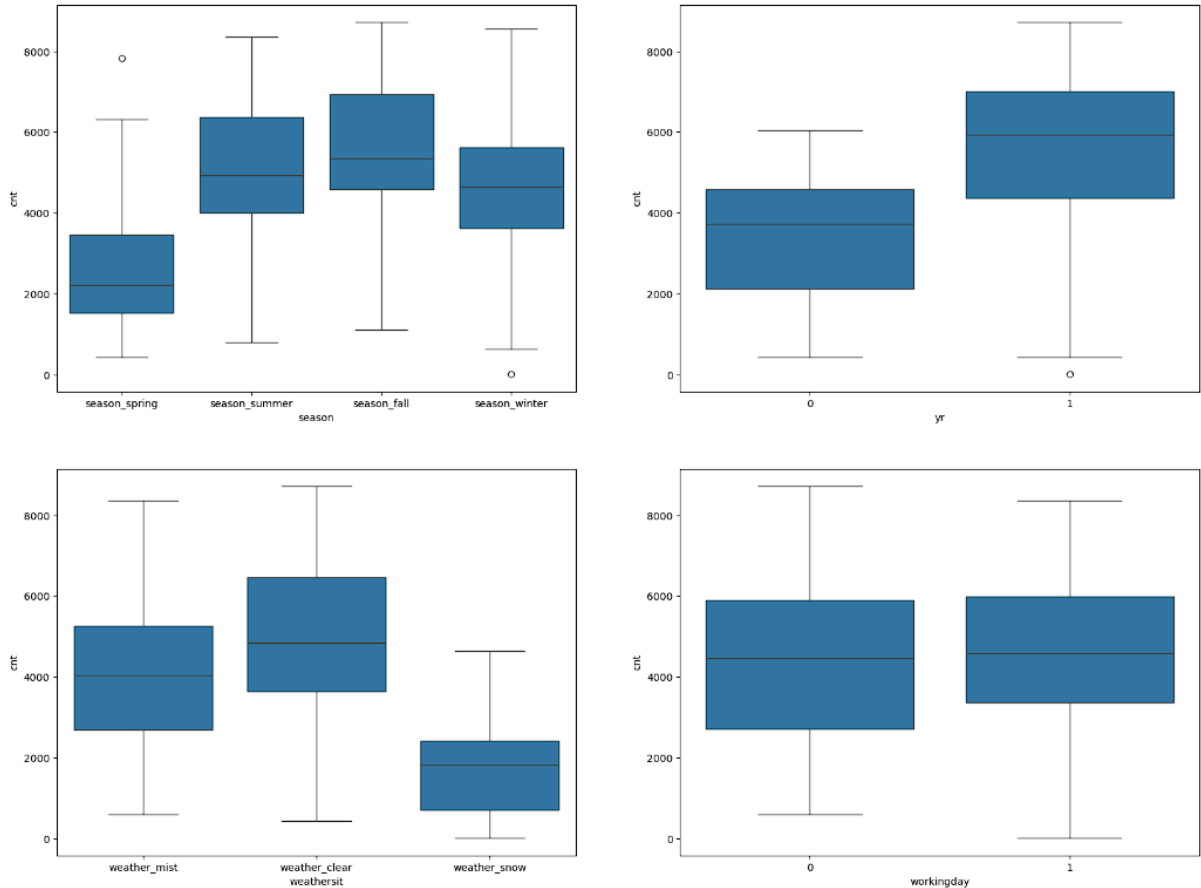 8000
6000
4000
2000
0
cnt
season_spring season_summer season_fall season_winter
season
8000
6000
4000
2000
0
cnt
0 1
yr
8000
6000
4000
2000
0
cnt
weather_mist weather_clear weather_snow
weathersit
8000
6000
4000
2000
0
cnt
0 1
workingday